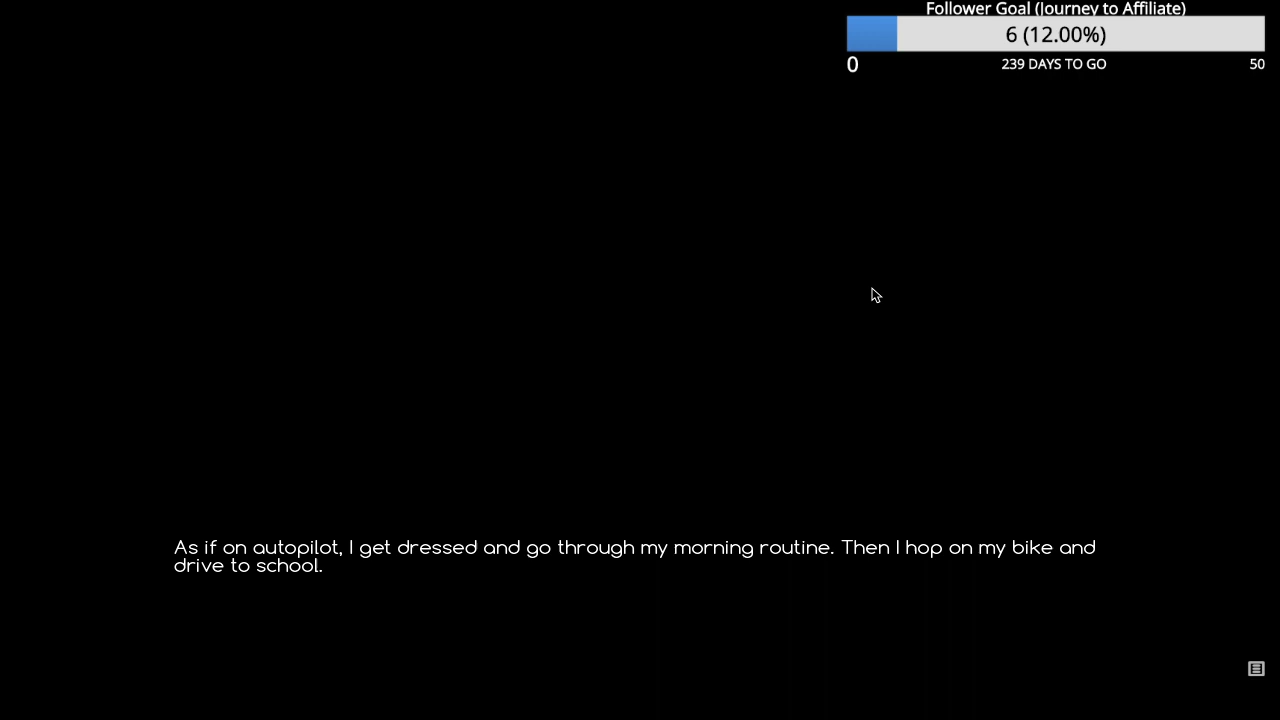 Follower Goal (Journey to Affiliate)
6 (12.00%)
0
239 DAYS TO GO
50
As if on autopilot, I get dressed and go through my morning routine. Then I hop on my bike and
drive to school.